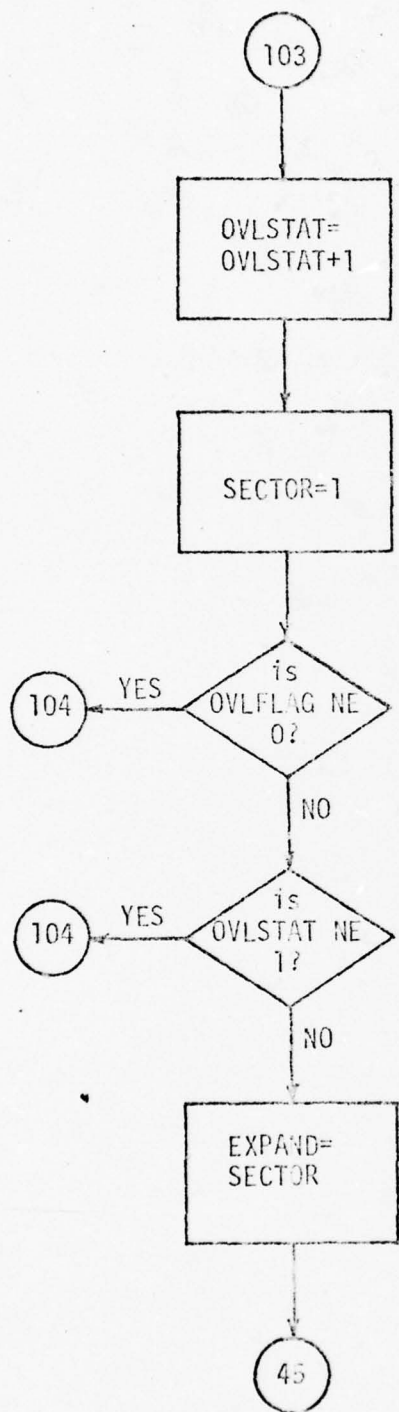 103
OVLSTAT=
OVLSTAT+1
SECTOR=1
is
OVLFLAG NE
0?
YES
104
NO
is
OVLSTAT NE
1?
YES
104
NO
EXPAND=
SECTOR